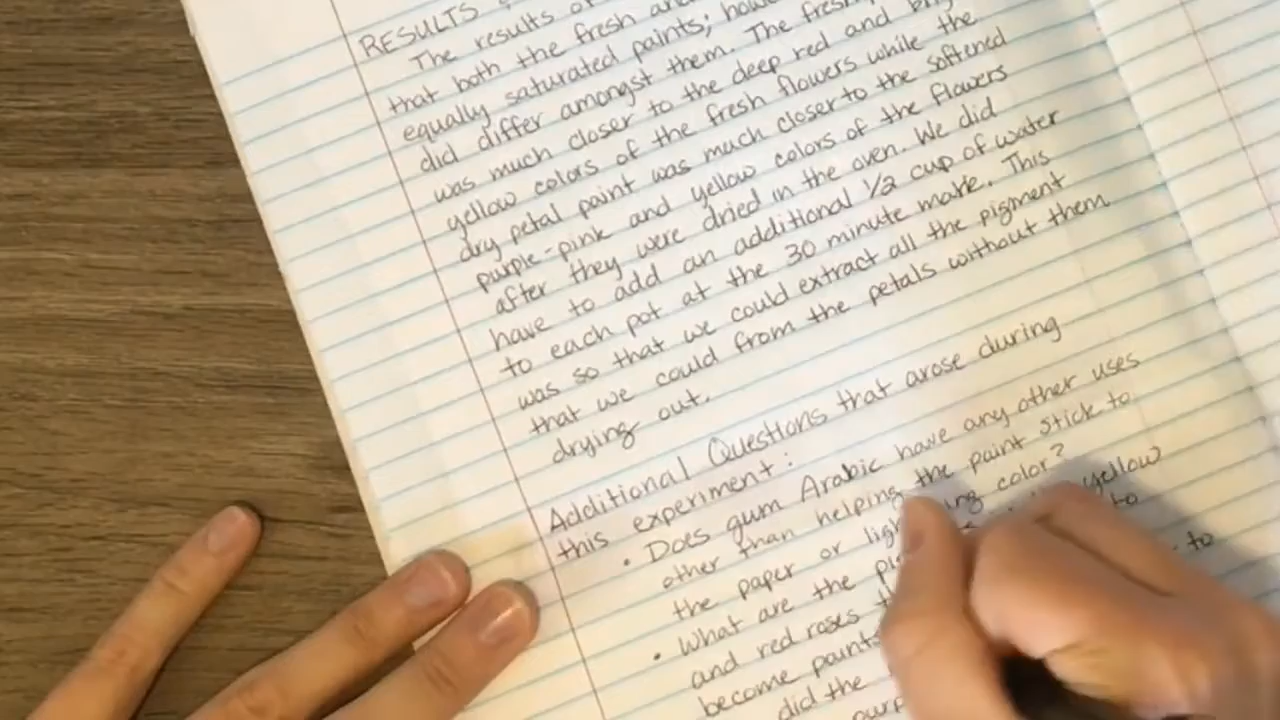 RESULTS
The results of
that both the fresh and
equally saturated paints; how
did differ amongst them. The fresh
was much closer to the deep red and
yellow colors of the fresh flowers while the
dry petal paint was much closer to the softened
purple-pink and yellow colors of the flowers
after they were dried in the oven. We did
have to add an additional 1/2 cup of water
to each pot at the 30 minute mark. This
was so that we could extract all the pigment
that we could from the petals without them
drying out.
Additional Questions that arose during
this experiment:
• Does gum Arabic have any other uses
other than helping the paint stick to
the paper or lightening color?
• What are the yellow
and red roses to
become paints to
did the